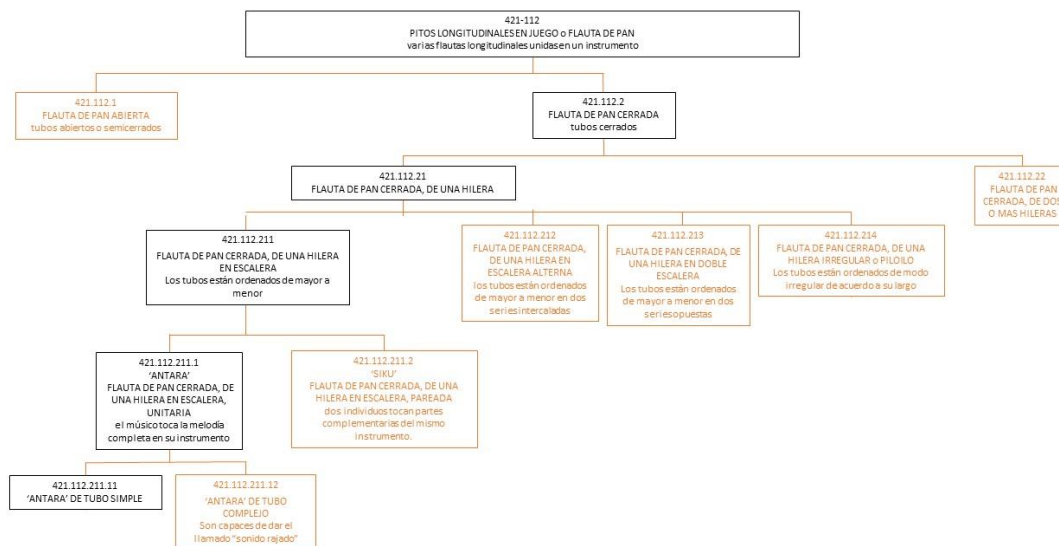 421-112
PITOS LONGITUDINALES EN JUEGO o FLAUTA DE PAN
varias flautas longitudinales unidas en un instrumento
421.112.1
FLAUTA DE PAN ABIERTA
tubos abiertos o semicerrados
421.112.2
FLAUTA DE PAN CERRADA
tubos cerrados
421.112.21
FLAUTA DE PAN CERRADA, DE UNA HILERA
421.112.22
FLAUTA DE PAN
CERRADA, DE DOS
O MAS HILERAS
421.112.211
FLAUTA DE PAN CERRADA, DE UNA HILERA
EN ESCALERA
Los tubos están ordenados de mayor a
menor
421.112.212
FLAUTA DE PAN CERRADA,
DE UNA HILERA EN
ESCALERA ALTERNA
los tubos están ordenados
de mayor a menor en dos
series intercaladas
421.112.213
FLAUTA DE PAN CERRADA, DE
UNA HILERA EN DOBLE
ESCALERA
Los tubos están ordenados
de mayor a menor en dos
series opuestas
421.112.214
FLAUTA DE PAN CERRADA, DE UNA
HILERA IRREGULAR o PILOILO
Los tubos están ordenados de modo
irregular de acuerdo a su largo
421.112.211.1
'ANTARA'
FLAUTA DE PAN CERRADA, DE
UNA HILERA EN ESCALERA,
UNITARIA
el músico toca la melodía
completa en su instrumento
421.112.211.2
'SIKU'
FLAUTA DE PAN CERRADA, DE UNA
HILERA EN ESCALERA, PAREADA
dos individuos tocan partes
complementarias del mismo
instrumento.
421.112.211.11
'ANTARA' DE TUBO SIMPLE
421.112.211.12
'ANTARA' DE TUBO
COMPLEJO
Son capaces de dar el
llamado "sonido rajado"